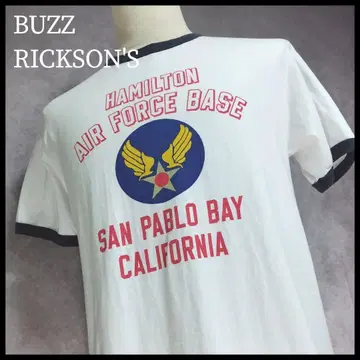 BUZZ
RICKSON'S
HAMILTON
AIR FORCE BASE
SAN PABLO BAY
CALIFORNIA